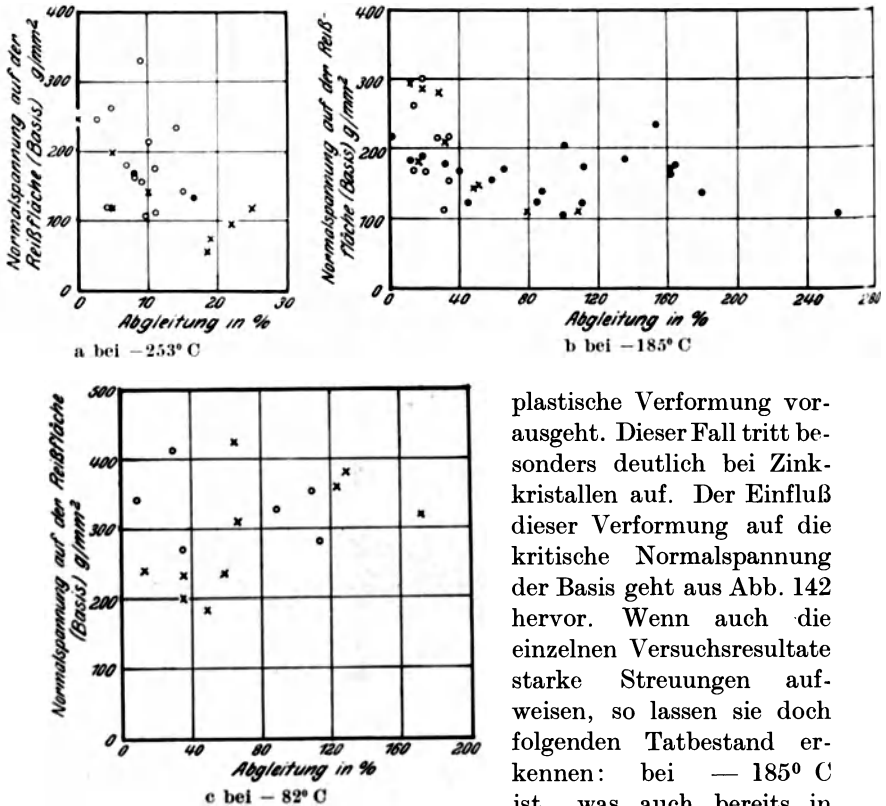 Normalspannung auf der
Reißfläche (Basis) g/mm²
400
300
200
100
0
0 10 20 30
Abgleitung in %
a bei −253° C
Normalspannung auf der Reiß-
fläche (Basis) g/mm²
400
300
200
100
0
0 40 80 120 160 200 240 280
Abgleitung in %
b bei −185° C
Normalspannung auf der Reißfläche
(Basis) g/mm²
500
400
300
200
100
0
0 40 80 120 160 200
Abgleitung in %
c bei − 82° C
plastische Verformung vor-
ausgeht. Dieser Fall tritt be-
sonders deutlich bei Zink-
kristallen auf. Der Einfluß
dieser Verformung auf die
kritische Normalspannung
der Basis geht aus Abb. 142
hervor. Wenn auch die
einzelnen Versuchsresultate
starke Streuungen auf-
weisen, so lassen sie doch
folgenden Tatbestand er-
kennen: bei — 185⁰ C
ist, was auch bereits in